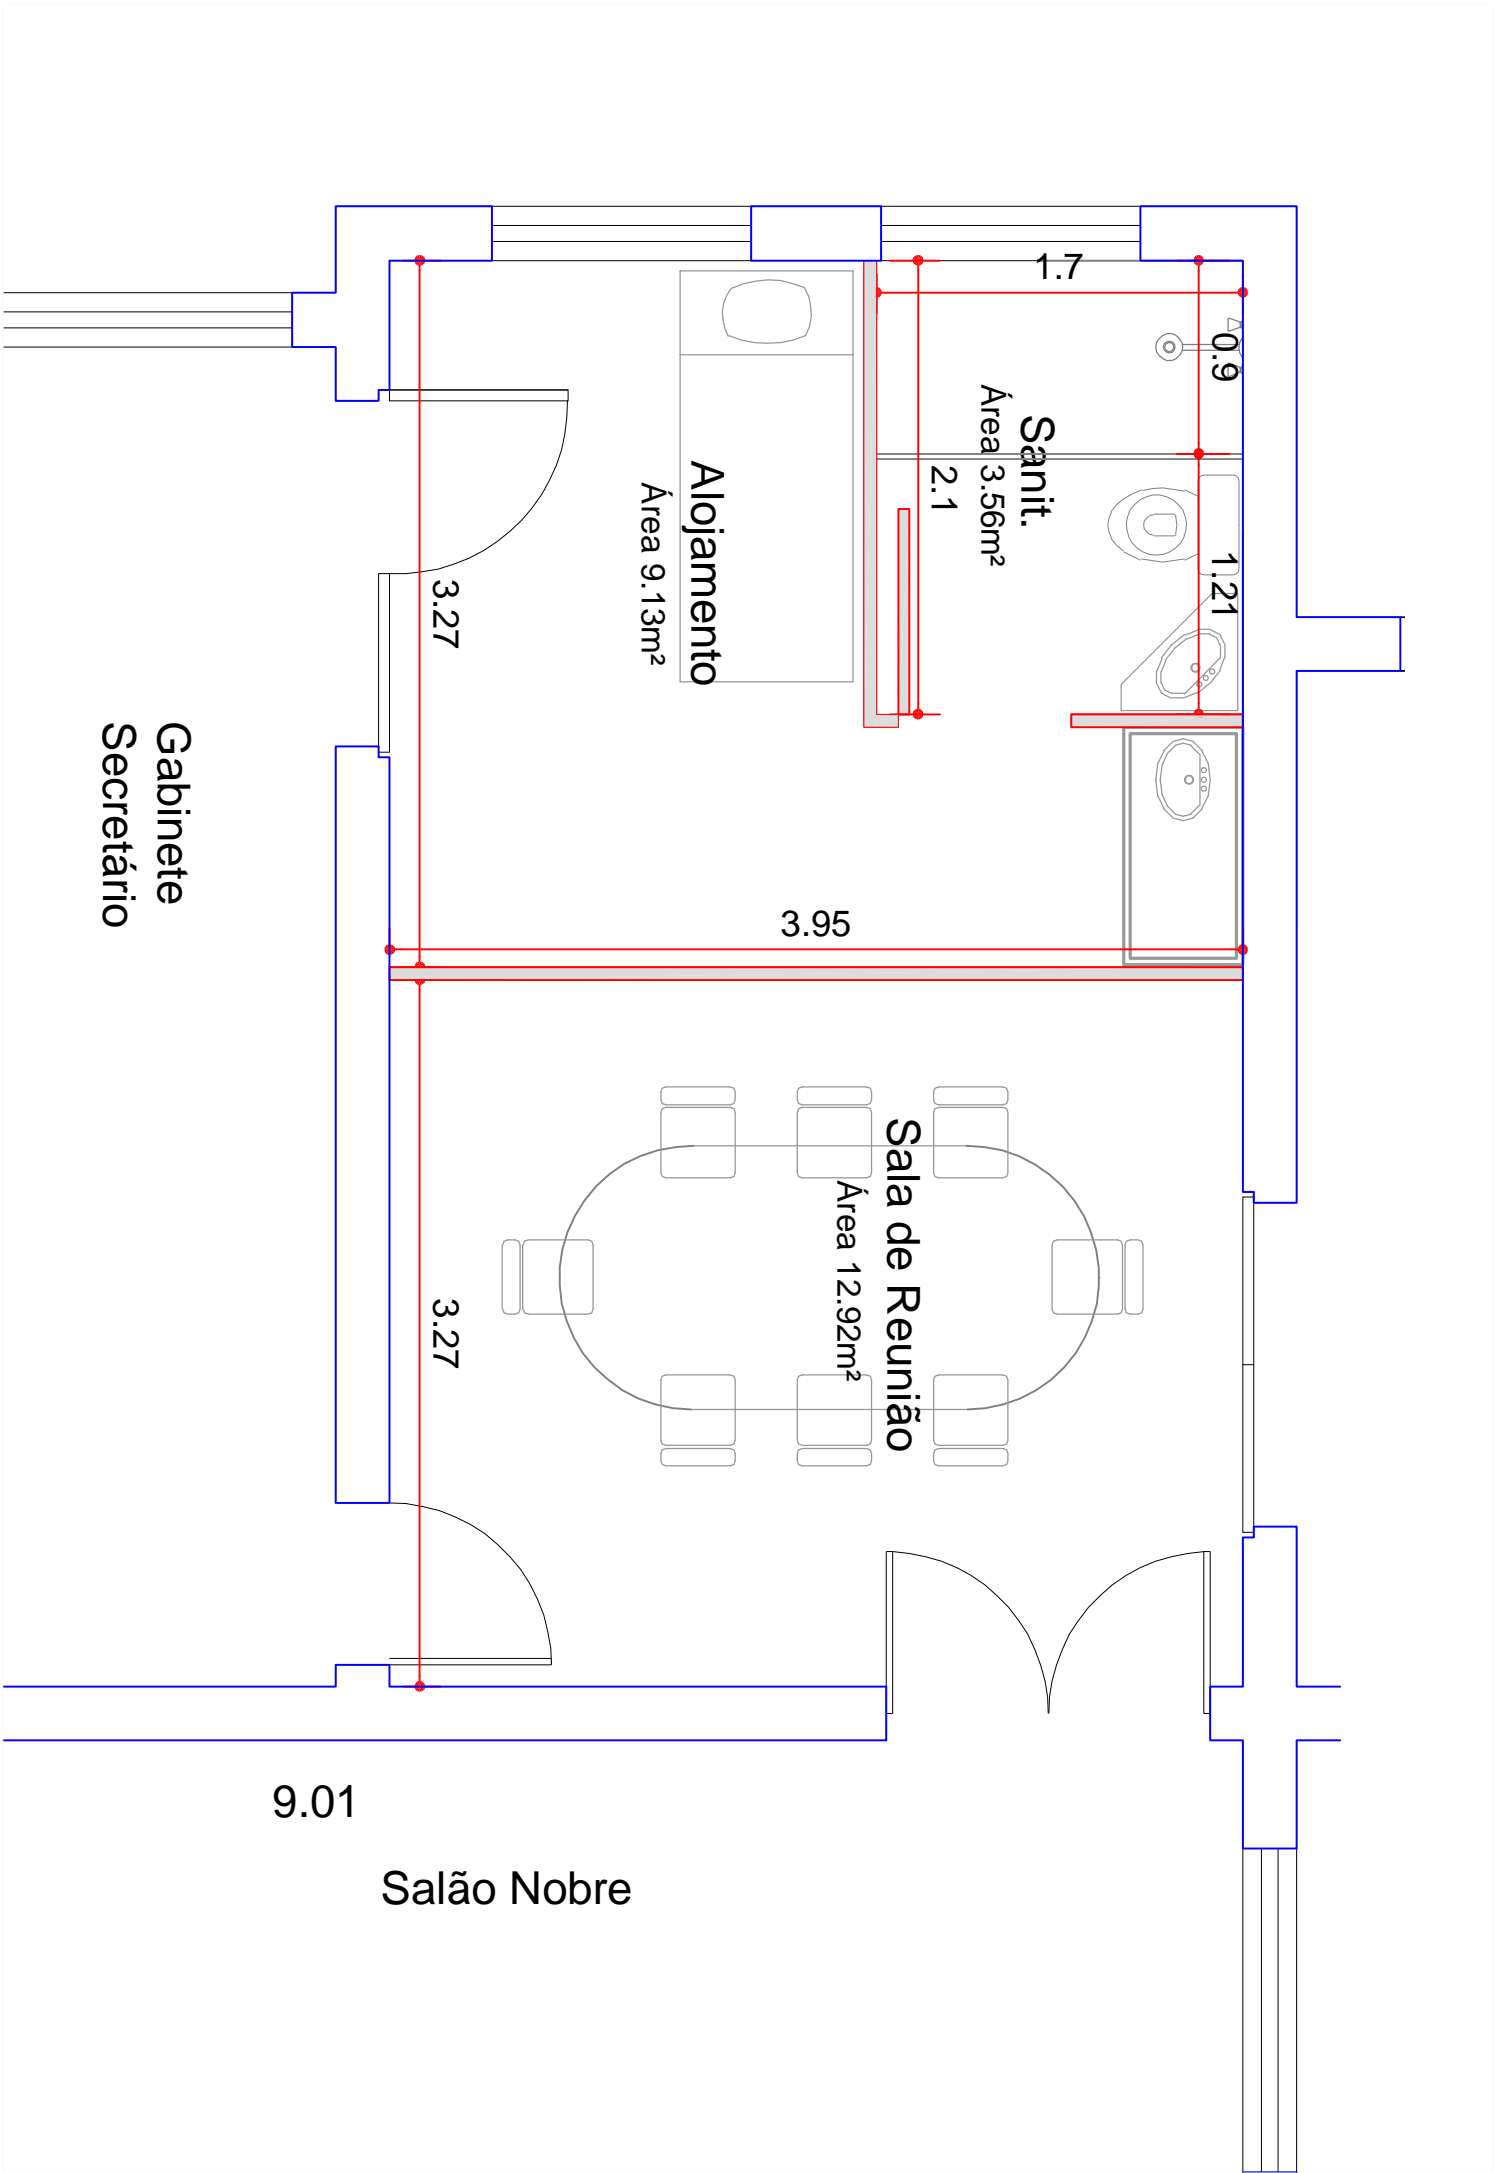 1.7
0.9
Sanit.
Área 3.56m²
2.1
1.21
Alojamento
Área 9.13m²
3.27
Gabinete
Secretário
3.95
Sala de Reunião
Área 12.92m²
3.27
9.01
Salão Nobre